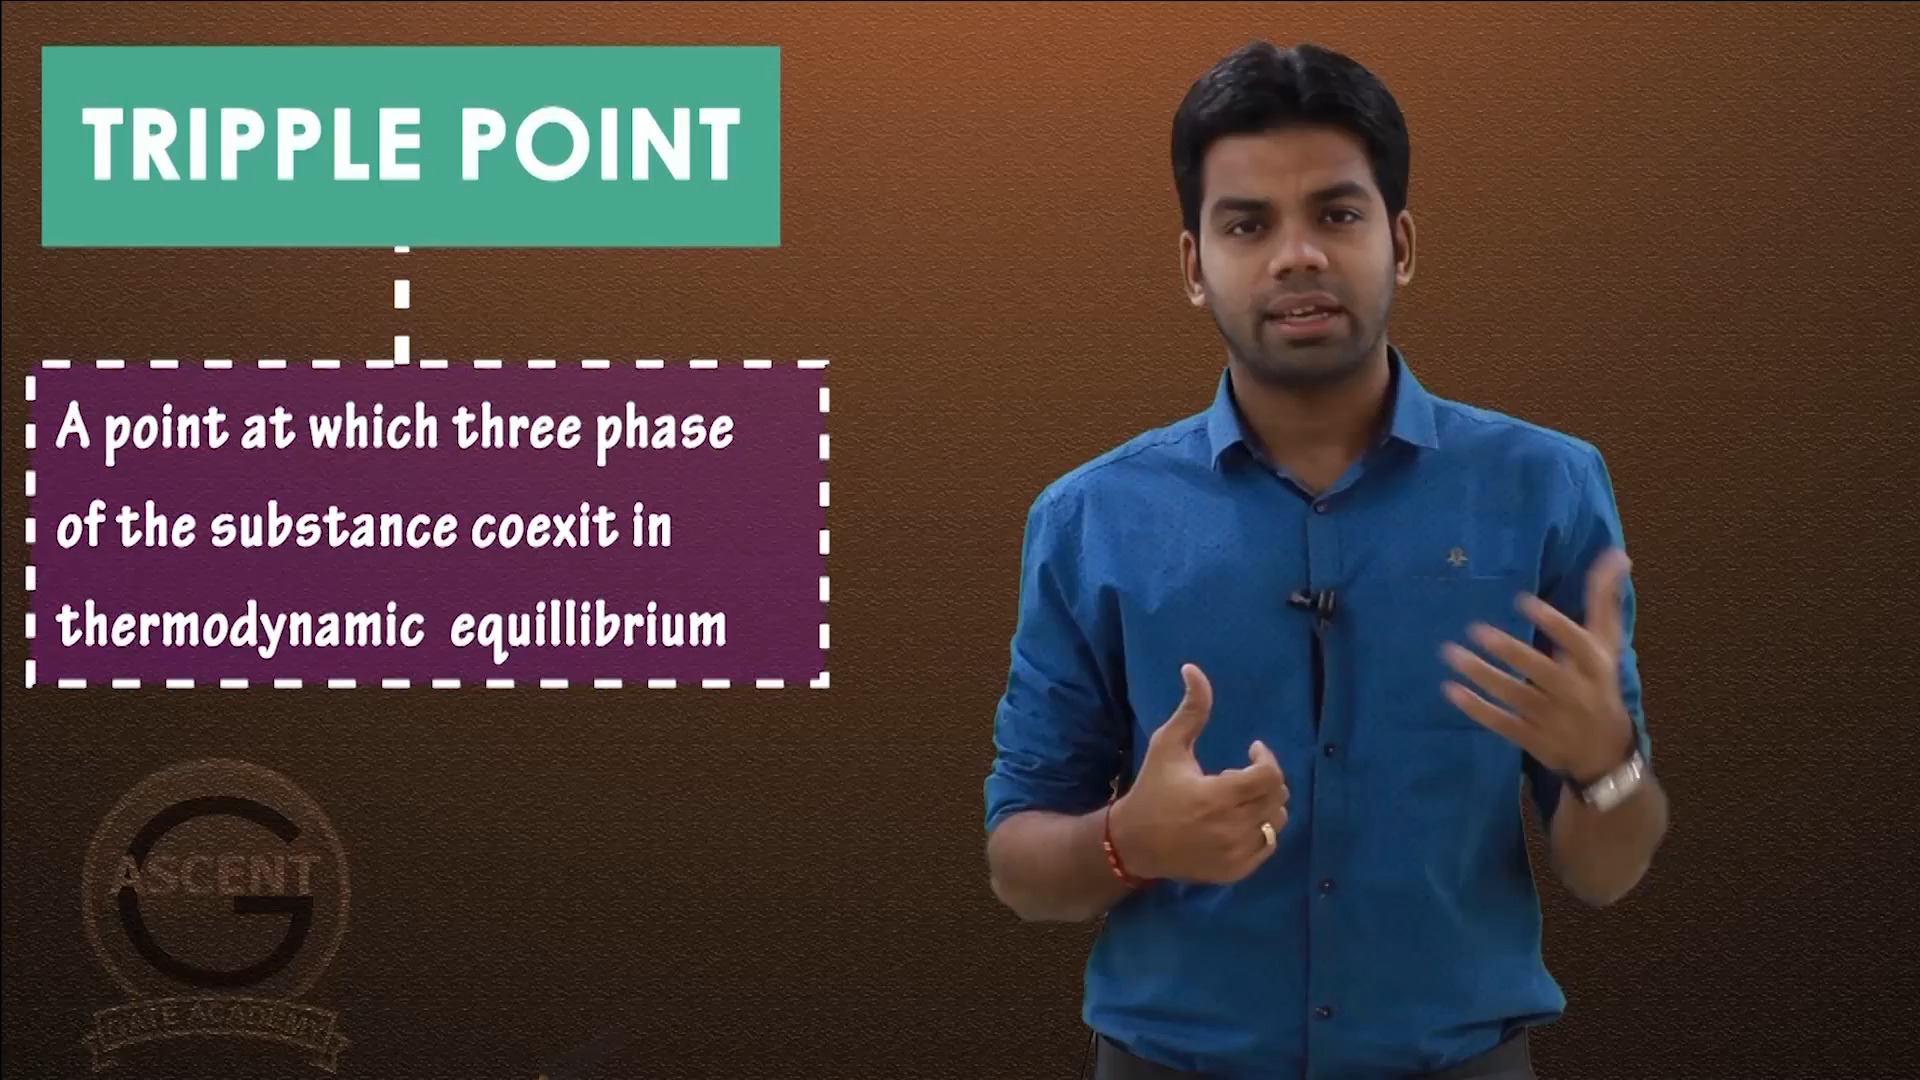 TRIPPLE POINT
A point at which three phase
of the substance coexit in
thermodynamic equillibrium
ASCENT
GATE ACADEMY